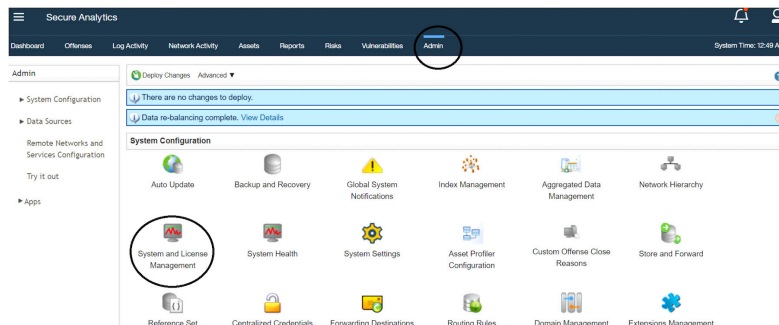 Secure Analytics
Dashboard Offenses Log Activity Network Activity Assets Reports Risks Vulnerabilities Admin System Time: 12:49 A
Admin
Deploy Changes Advanced ▼
▶ System Configuration
There are no changes to deploy.
▶ Data Sources
Data re-balancing complete. View Details
Remote Networks and
Services Configuration
System Configuration
Try it out
▶ Apps
Auto Update
Backup and Recovery
Global System
Notifications
Index Management
Aggregated Data
Management
Network Hierarchy
System and License
Management
System Health
System Settings
Asset Profiler
Configuration
Custom Offense Close
Reasons
Store and Forward
Reference Set
Centralized Credentials
Forwarding Destinations
Routing Rules
Domain Management
Extensions Management